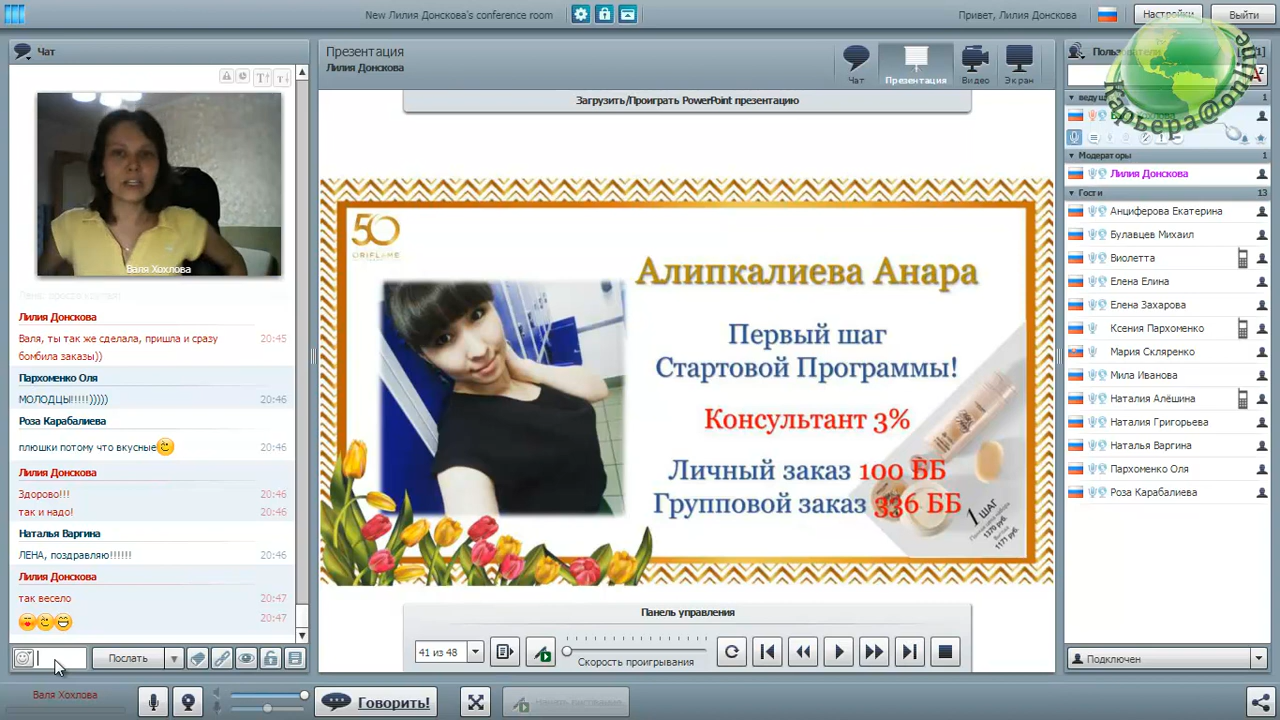 New Лилия Донскова's conference room
Привет, Лилия Донскова
Настройки
Выйти
Чат
Валя Хохлова
Лилия Донскова
Валя, ты так же сделала, пришла и сразу
20:45
бомбила заказы))
Пархоменко Оля
МОЛОДЦЫ!!!!!)))))
20:46
Роза Карабалиева
плюшки потому что вкусные
20:46
Лилия Донскова
Здорово!!!
20:46
так и надо!
20:46
Наталья Варгина
ЛЕНА, поздравляю!!!!!!
20:46
Лилия Донскова
так весело
20:47
20:47
Послать
Валя Хохлова
Говорить!
Презентация
Лилия Донскова
Чат
Презентация
Видео
Экран
Загрузить/Проиграть PowerPoint презентацию
50
ORIFLAME
Алипкалиева Анара
Первый шаг
Стартовой Программы!
Консультант 3%
Личный заказ 100 ББ
Групповой заказ 336 ББ
1 ШАГ
Панель управления
41 из 48
Скорость проигрывания
карьера@online
1
Модераторы
1
Лилия Донскова
Гости
13
Анциферова Екатерина
Булавцев Михаил
Виолетта
Елена Елина
Елена Захарова
Ксения Пархоменко
Мария Скляренко
Мила Иванова
Наталия Алёшина
Наталия Григорьева
Наталья Варгина
Пархоменко Оля
Роза Карабалиева
Подключен